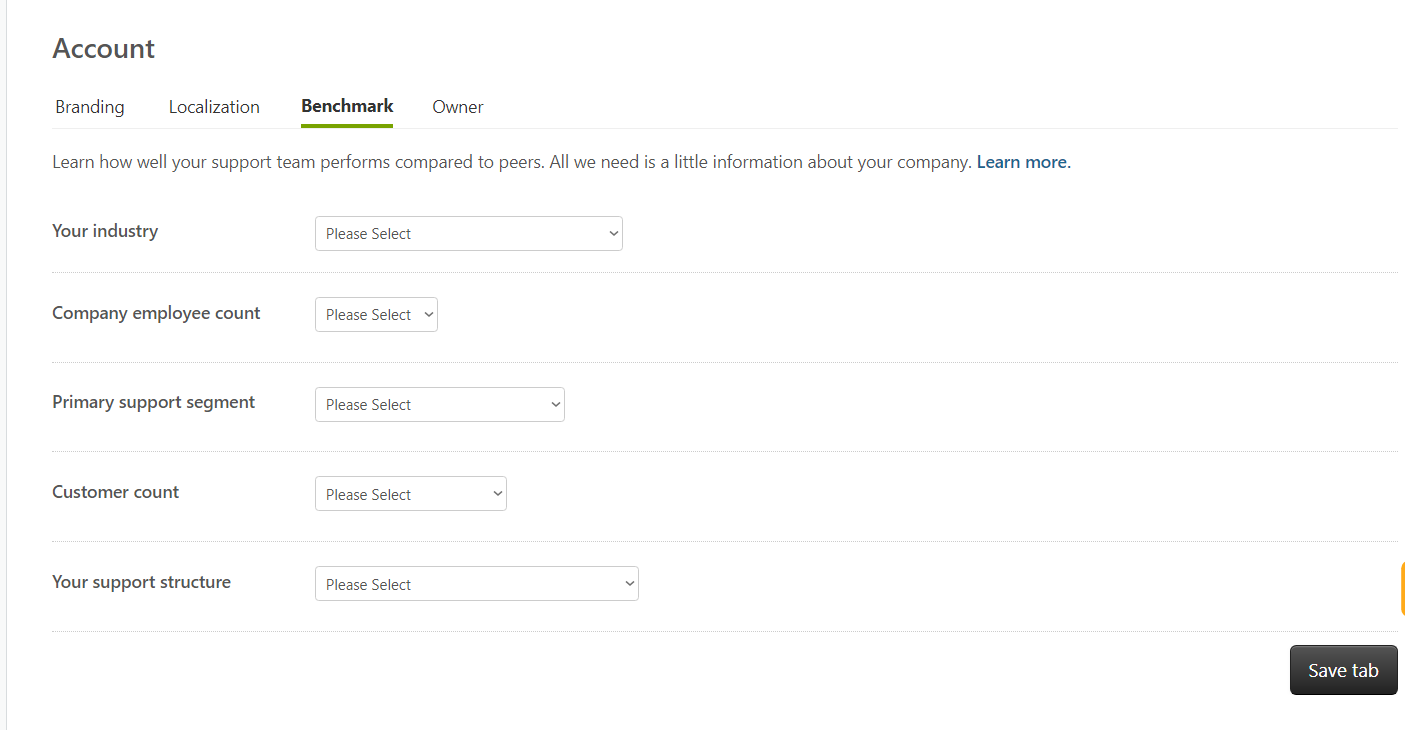 Account
Branding Localization Benchmark Owner
Learn how well your support team performs compared to peers. All we need is a little information about your company. Learn more.
Your industry Please Select
Company employee count Please Select
Primary support segment Please Select
Customer count Please Select
Your support structure Please Select
Save tab